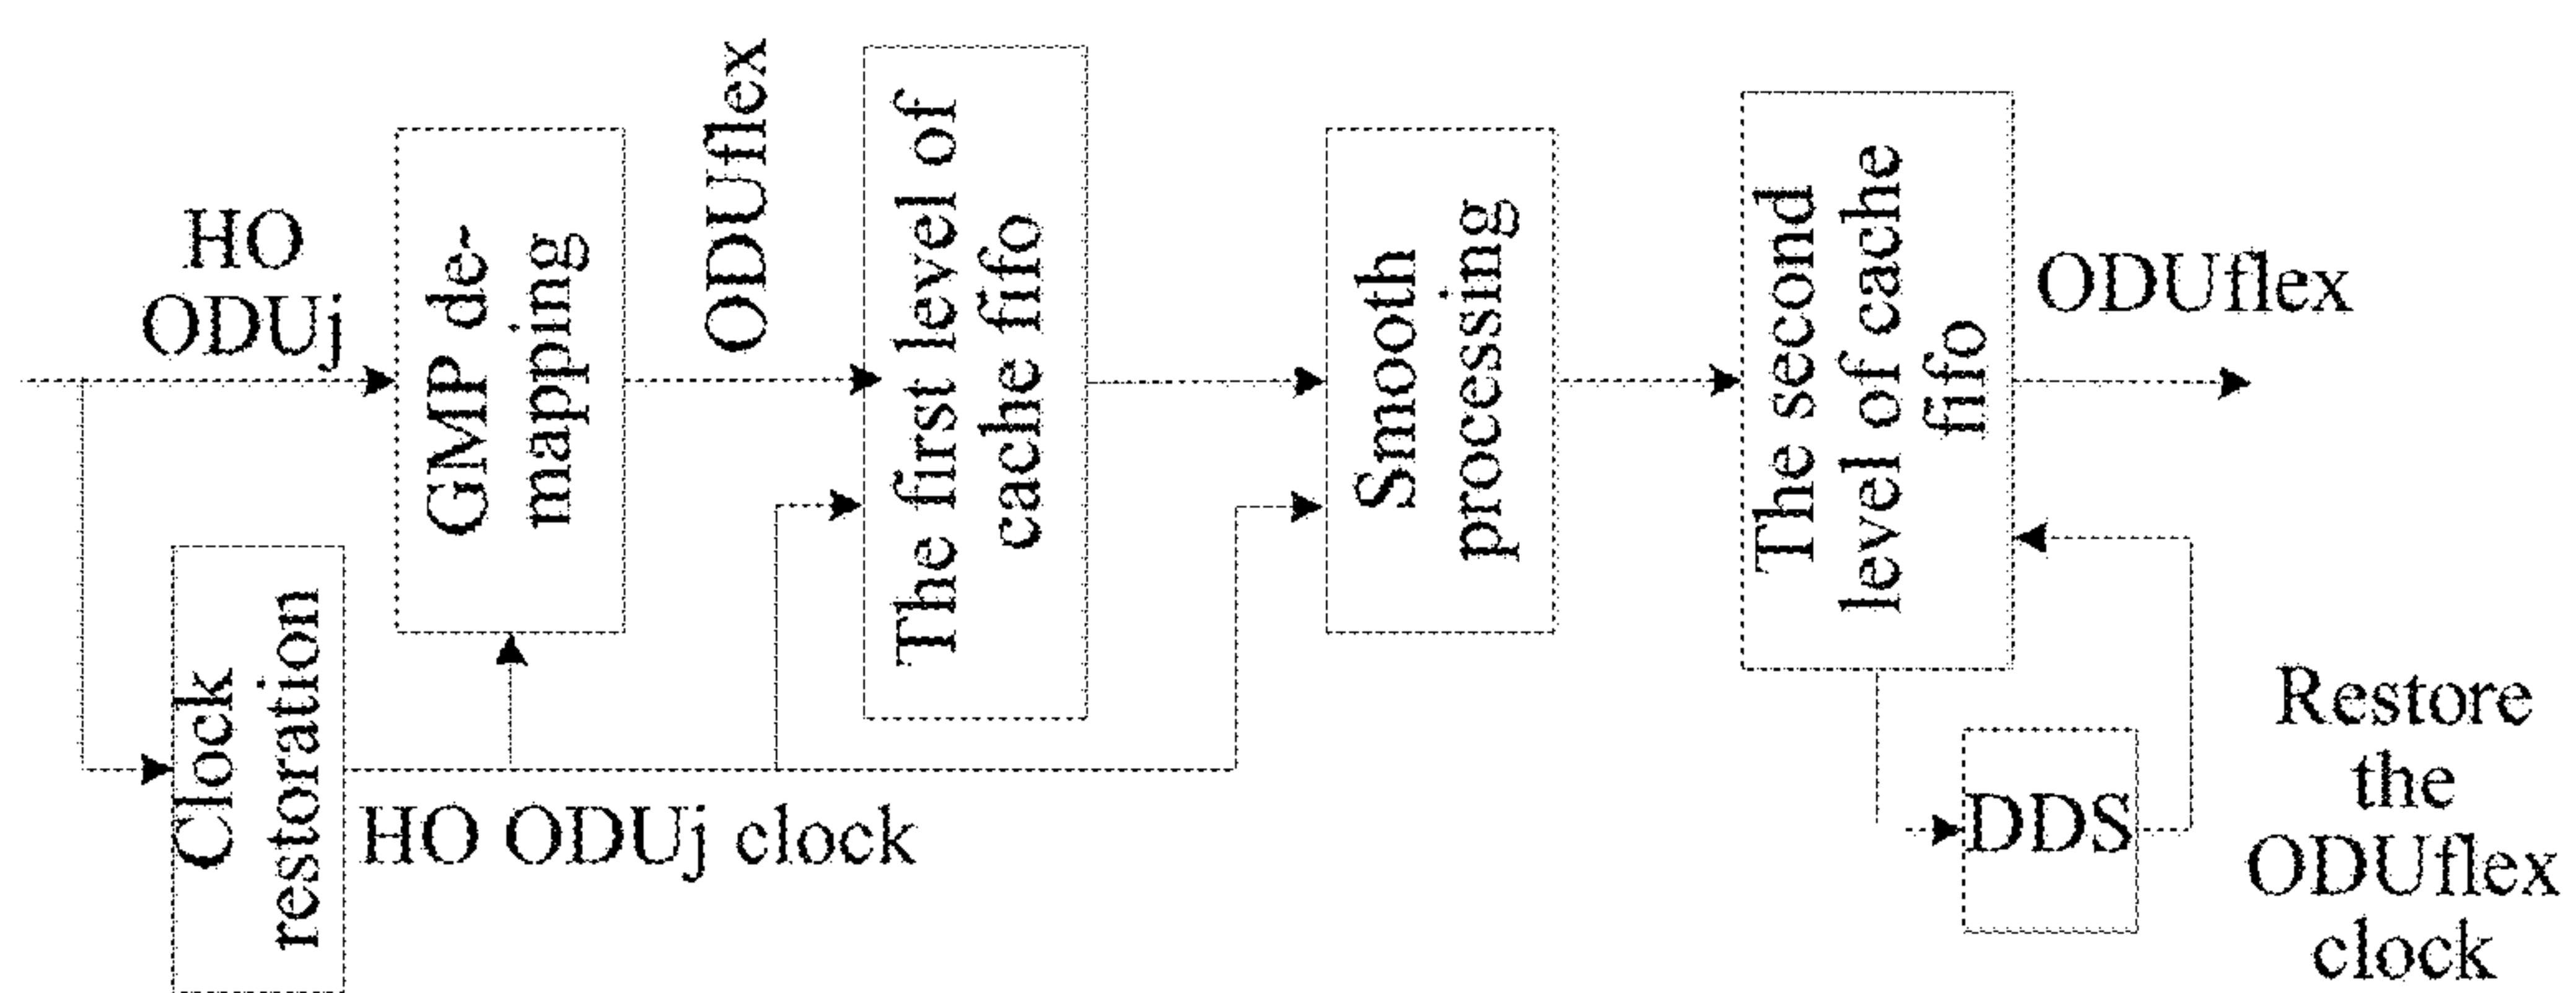 HO
ODUj
GMP de-
mapping
ODUflex
The first level of
cache fifo
Smooth
processing
The second
level of cache
fifo
ODUflex
Clock
restoration
HO ODUj clock
DDS
Restore
the
ODUflex
clock